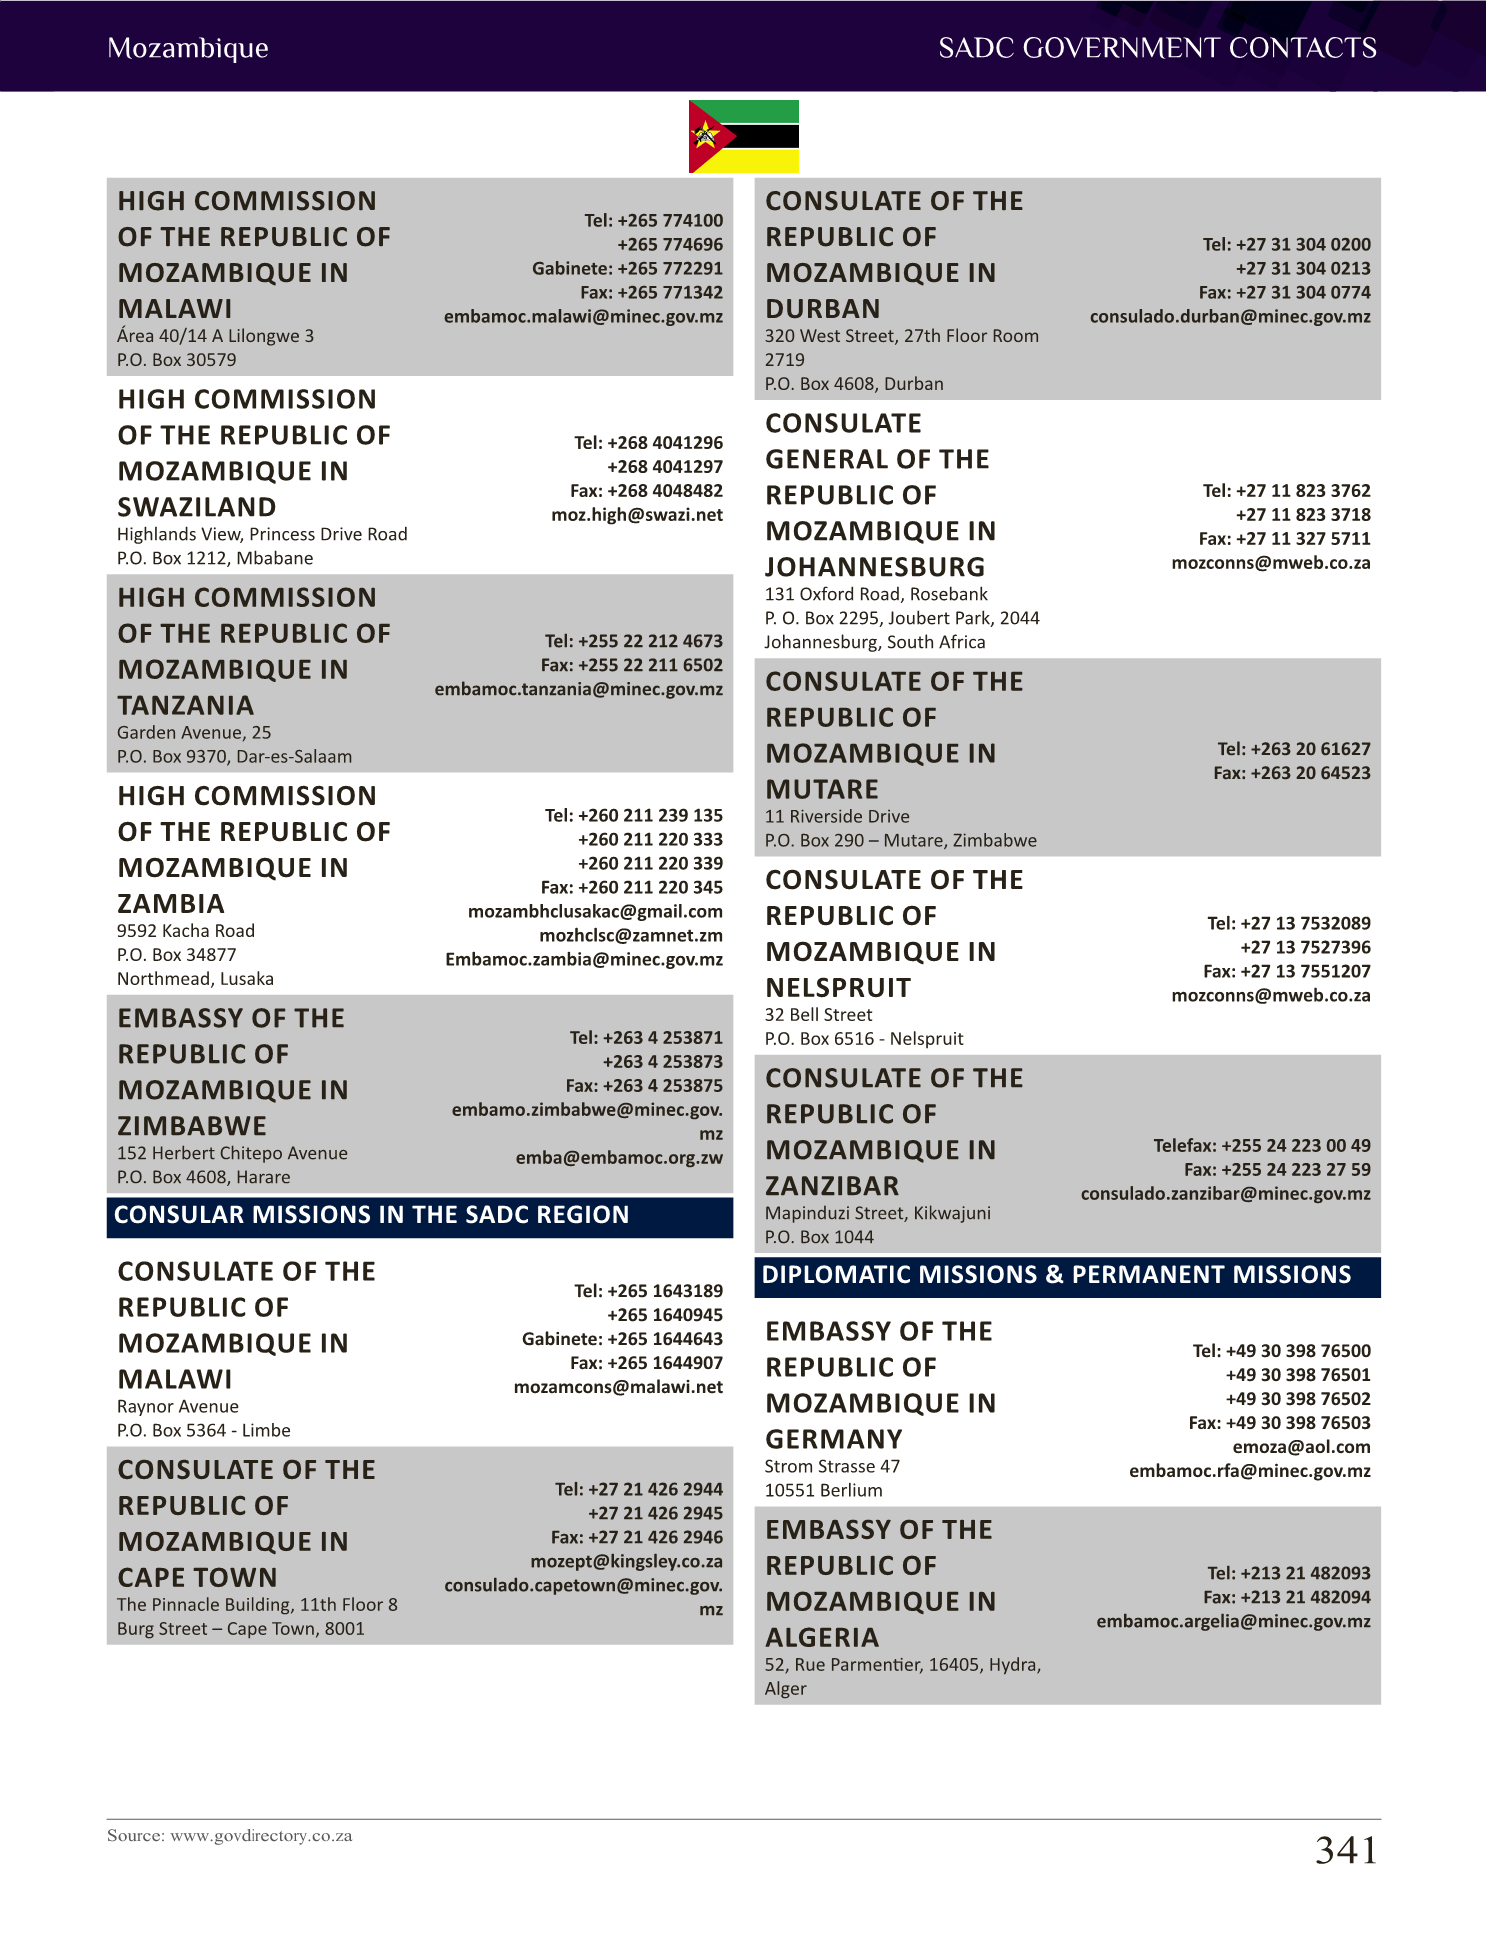 Mozambique
SADC GOVERNMENT CONTACTS
HIGH COMMISSION
OF THE REPUBLIC OF
MOZAMBIQUE IN
MALAWI
Área 40/14 A Lilongwe 3
P.O. Box 30579
Tel: +265 774100
+265 774696
Gabinete: +265 772291
Fax: +265 771342
embamoc.malawi@minec.gov.mz
HIGH COMMISSION
OF THE REPUBLIC OF
MOZAMBIQUE IN
SWAZILAND
Highlands View, Princess Drive Road
P.O. Box 1212, Mbabane
Tel: +268 4041296
+268 4041297
Fax: +268 4048482
moz.high@swazi.net
HIGH COMMISSION
OF THE REPUBLIC OF
MOZAMBIQUE IN
TANZANIA
Garden Avenue, 25
P.O. Box 9370, Dar-es-Salaam
Tel: +255 22 212 4673
Fax: +255 22 211 6502
embamoc.tanzania@minec.gov.mz
HIGH COMMISSION
OF THE REPUBLIC OF
MOZAMBIQUE IN
ZAMBIA
9592 Kacha Road
P.O. Box 34877
Northmead, Lusaka
Tel: +260 211 239 135
+260 211 220 333
+260 211 220 339
Fax: +260 211 220 345
mozambhclusakac@gmail.com
mozhclsc@zamnet.zm
Embamoc.zambia@minec.gov.mz
EMBASSY OF THE
REPUBLIC OF
MOZAMBIQUE IN
ZIMBABWE
152 Herbert Chitepo Avenue
P.O. Box 4608, Harare
Tel: +263 4 253871
+263 4 253873
Fax: +263 4 253875
embamo.zimbabwe@minec.gov.
mz
emba@embamoc.org.zw
CONSULAR MISSIONS IN THE SADC REGION
CONSULATE OF THE
REPUBLIC OF
MOZAMBIQUE IN
MALAWI
Raynor Avenue
P.O. Box 5364 - Limbe
Tel: +265 1643189
+265 1640945
Gabinete: +265 1644643
Fax: +265 1644907
mozamcons@malawi.net
CONSULATE OF THE
REPUBLIC OF
MOZAMBIQUE IN
CAPE TOWN
The Pinnacle Building, 11th Floor 8
Burg Street – Cape Town, 8001
Tel: +27 21 426 2944
+27 21 426 2945
Fax: +27 21 426 2946
mozept@kingsley.co.za
consulado.capetown@minec.gov.
mz
CONSULATE OF THE
REPUBLIC OF
MOZAMBIQUE IN
DURBAN
320 West Street, 27th Floor Room
2719
P.O. Box 4608, Durban
Tel: +27 31 304 0200
+27 31 304 0213
Fax: +27 31 304 0774
consulado.durban@minec.gov.mz
CONSULATE
GENERAL OF THE
REPUBLIC OF
MOZAMBIQUE IN
JOHANNESBURG
131 Oxford Road, Rosebank
P. O. Box 2295, Joubert Park, 2044
Johannesburg, South Africa
Tel: +27 11 823 3762
+27 11 823 3718
Fax: +27 11 327 5711
mozconns@mweb.co.za
CONSULATE OF THE
REPUBLIC OF
MOZAMBIQUE IN
MUTARE
11 Riverside Drive
P.O. Box 290 – Mutare, Zimbabwe
Tel: +263 20 61627
Fax: +263 20 64523
CONSULATE OF THE
REPUBLIC OF
MOZAMBIQUE IN
NELSPRUIT
32 Bell Street
P.O. Box 6516 - Nelspruit
Tel: +27 13 7532089
+27 13 7527396
Fax: +27 13 7551207
mozconns@mweb.co.za
CONSULATE OF THE
REPUBLIC OF
MOZAMBIQUE IN
ZANZIBAR
Mapinduzi Street, Kikwajuni
P.O. Box 1044
Telefax: +255 24 223 00 49
Fax: +255 24 223 27 59
consulado.zanzibar@minec.gov.mz
DIPLOMATIC MISSIONS & PERMANENT MISSIONS
EMBASSY OF THE
REPUBLIC OF
MOZAMBIQUE IN
GERMANY
Strom Strasse 47
10551 Berlium
Tel: +49 30 398 76500
+49 30 398 76501
+49 30 398 76502
Fax: +49 30 398 76503
emoza@aol.com
embamoc.rfa@minec.gov.mz
EMBASSY OF THE
REPUBLIC OF
MOZAMBIQUE IN
ALGERIA
52, Rue Parmentier, 16405, Hydra,
Alger
Tel: +213 21 482093
Fax: +213 21 482094
embamoc.argelia@minec.gov.mz
Source: www.govdirectory.co.za
341